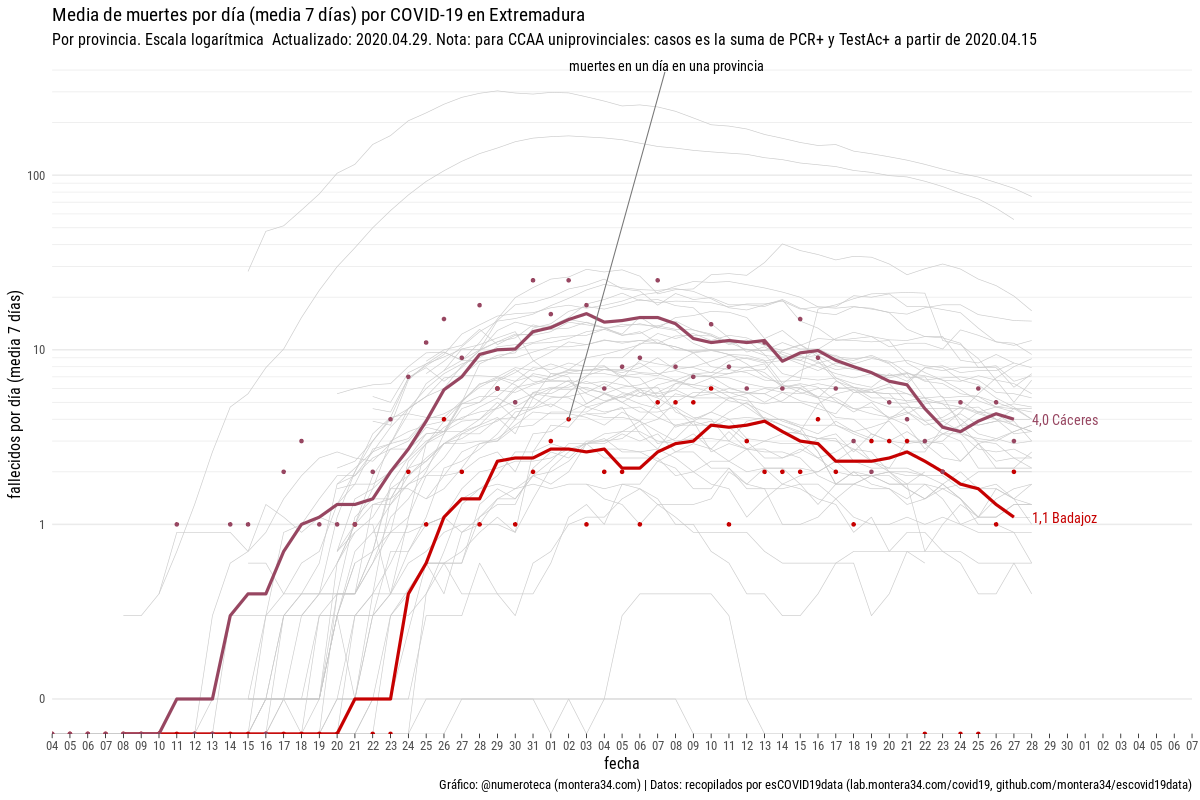 Media de muertes por día (media 7 días) por COVID-19 en Extremadura
Por provincia. Escala logarítmica  Actualizado: 2020.04.29. Nota: para CCAA uniprovinciales: casos es la suma de PCR+ y TestAc+ a partir de 2020.04.15
muertes en un día en una provincia
fallecidos por día (media 7 días)
100
10
1
0
4,0 Cáceres
1,1 Badajoz
04 05 06 07 08 09 10 11 12 13 14 15 16 17 18 19 20 21 22 23 24 25 26 27 28 29 30 31 01 02 03 04 05 06 07 08 09 10 11 12 13 14 15 16 17 18 19 20 21 22 23 24 25 26 27 28 29 30 01 02 03 04 05 06 07
fecha
Gráfico: @numeroteca (montera34.com) | Datos: recopilados por esCOVID19data (lab.montera34.com/covid19, github.com/montera34/escovid19data)